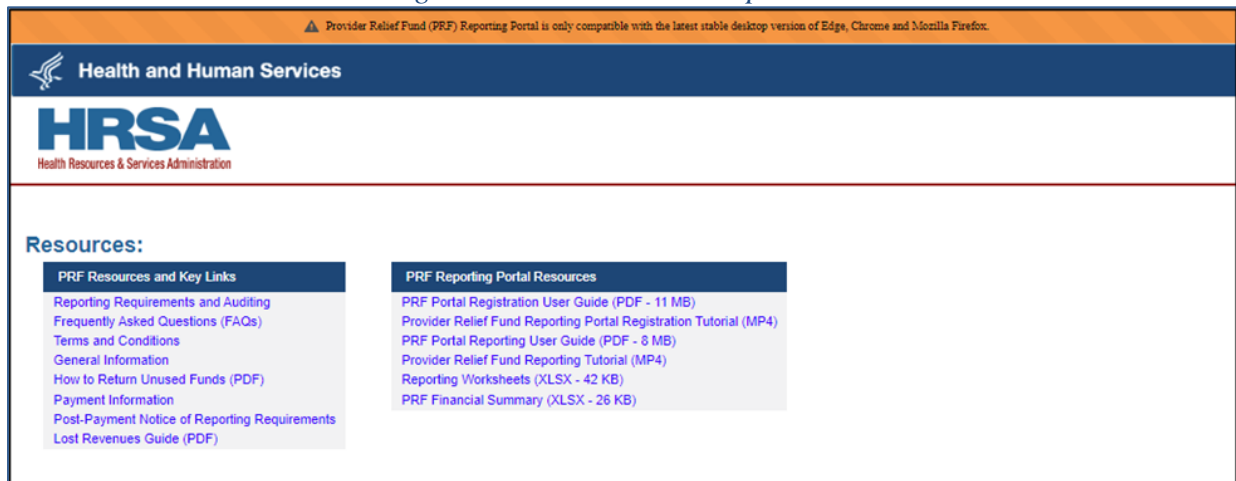 Provider Relief Fund (PRF) Reporting Portal is only compatible with the latest stable desktop version of Edge, Chrome and Mozilla Firefox.
Health and Human Services
HRSA
Health Resources & Services Administration
Resources:
PRF Resources and Key Links
Reporting Requirements and Auditing
Frequently Asked Questions (FAQs)
Terms and Conditions
General Information
How to Return Unused Funds (PDF)
Payment Information
Post-Payment Notice of Reporting Requirements
Lost Revenues Guide (PDF)
PRF Reporting Portal Resources
PRF Portal Registration User Guide (PDF - 11 MB)
Provider Relief Fund Reporting Portal Registration Tutorial (MP4)
PRF Portal Reporting User Guide (PDF - 8 MB)
Provider Relief Fund Reporting Tutorial (MP4)
Reporting Worksheets (XLSX - 42 KB)
PRF Financial Summary (XLSX - 26 KB)